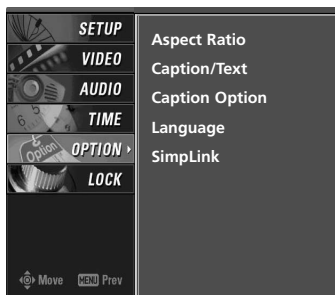 SETUP
VIDEO
AUDIO
TIME
OPTION
LOCK
Aspect Ratio
Caption/Text
Caption Option
Language
SimpLink
Move MENU Prev